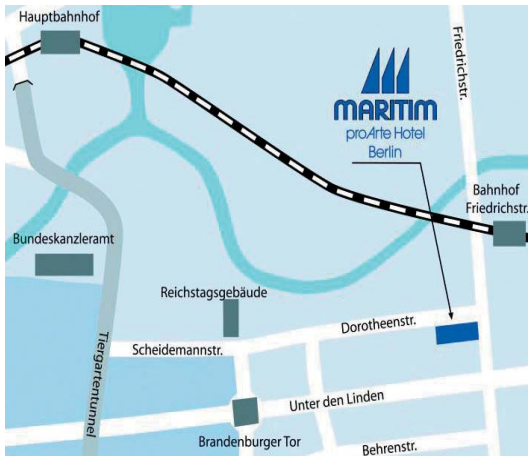 Hauptbahnhof
Friedrichstr.
MARITIM
proArte Hotel
Berlin
Bahnhof
Friedrichstr.
Bundeskanzleramt
Reichstagsgebäude
Dorotheenstr.
Scheidemannstr.
Tiergartentunnel
Unter den Linden
Brandenburger Tor
Behrenstr.